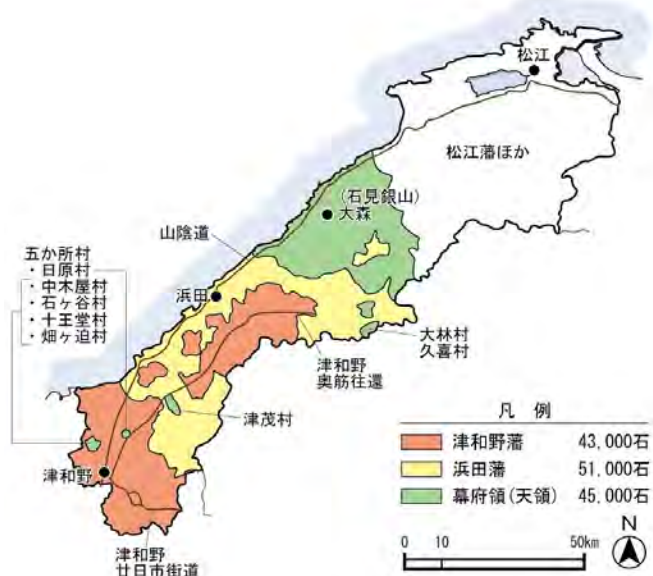 松江
松江藩ほか
(石見銀山)
大森
山陰道
五か所村
・日原村
・中木屋村
・石ヶ谷村
・十王堂村
・畑ヶ迫村
浜田
大林村
久喜村
津和野
奥筋往還
津茂村
津和野
津和野
廿日市街道
凡 例
津和野藩 43,000石
浜田藩 51,000石
幕府領(天領) 45,000石
0 10 50km
N